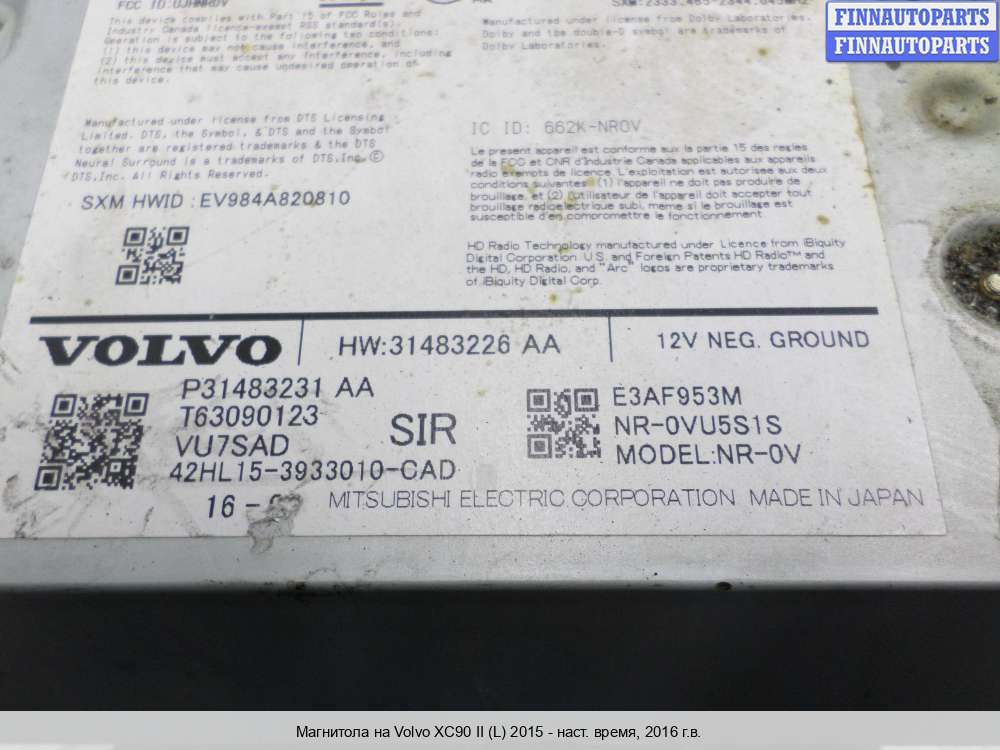 FINNAUTOPARTS
FINNAUTOPARTS
FCC ID:
This device complies with Part 15 of FCC Rules and
Industry Canada licence-exempt RSS standard(s).
Operation is subject to the following two conditions:
(1) this device may not cause interference, and
(2) this device must accept any interference, including
interference that may cause undesired operation of
this device.
AA
Manufactured under license from Dolby Laboratories.
Dolby and the double-D symbol are trademarks of
Dolby Laboratories.
Manufactured under license from DTS Licensing
Limited. DTS, the Symbol, & DTS and the Symbol
together are registered trademarks & the DTS
Neural Surround is a trademarks of DTS,Inc.©
DTS,Inc. All Rights Reserved.
SXM HWID :EV984A820810
IC ID: 662K-NR0V
Le present appareil est conforme aux la partie 15 des regles
de la FCC et CNR d'Industrie Canada applicables aux appareils
radio exempts de licence. L'exploitation est autorisee aux deux
conditions suivantes (1) l'appareil ne doit pas produire de
brouillage, et (2) l'utilisateur de l'appareil doit accepter tout
brouillage radioelectrique subi, meme si le brouillage est
susceptible d'en compromettre le fonctionnement
HD Radio Technology manufactured under Licence from iBiquity
Digital Corporation. U.S. and Foreign Patents HD Radio™ and
the HD, HD Radio, and "Arc" logos are proprietary trademarks
of iBiquity Digital Corp.
VOLVO
HW:31483226 AA
12V NEG. GROUND
P31483231 AA
T63090123
VU7SAD
42HL15-3933010-CAD
SIR
E3AF953M
NR-0VU5S1S
MODEL:NR-0V
16 -
MITSUBISHI ELECTRIC CORPORATION MADE IN JAPAN
Магнитола на Volvo XC90 II (L) 2015 - наст. время, 2016 г.в.